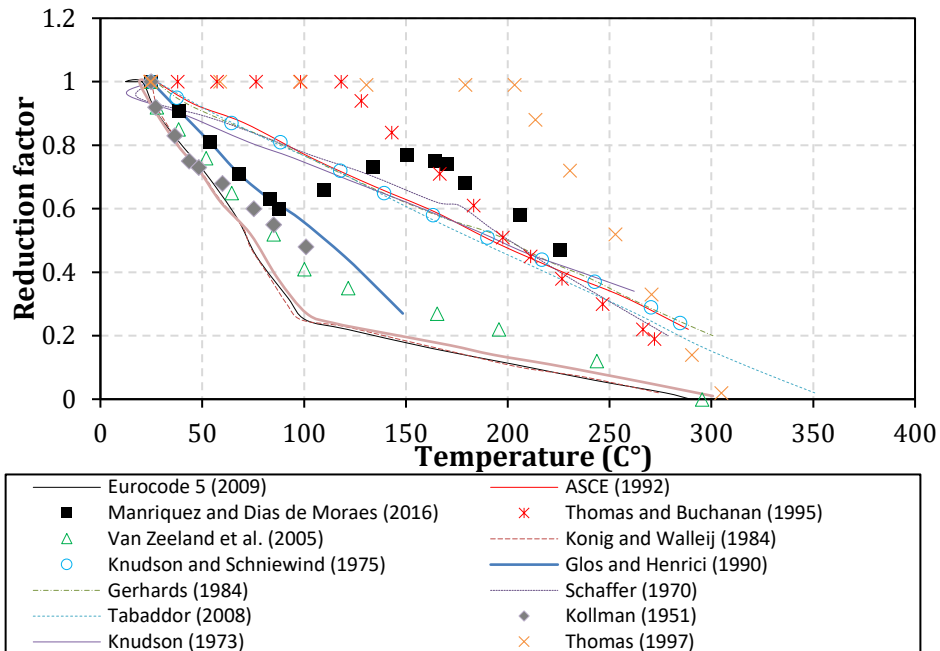 1.2
1
0.8
0.6
0.4
0.2
0
Reduction factor
0 50 100 150 200 250 300 350 400
Temperature (C°)
Eurocode 5 (2009) ASCE (1992)
Manriquez and Dias de Moraes (2016) Thomas and Buchanan (1995)
Van Zeeland et al. (2005) Konig and Walleij (1984)
Knudson and Schniewind (1975) Glos and Henrici (1990)
Gerhards (1984) Schaffer (1970)
Tabaddor (2008) Kollman (1951)
Knudson (1973) Thomas (1997)